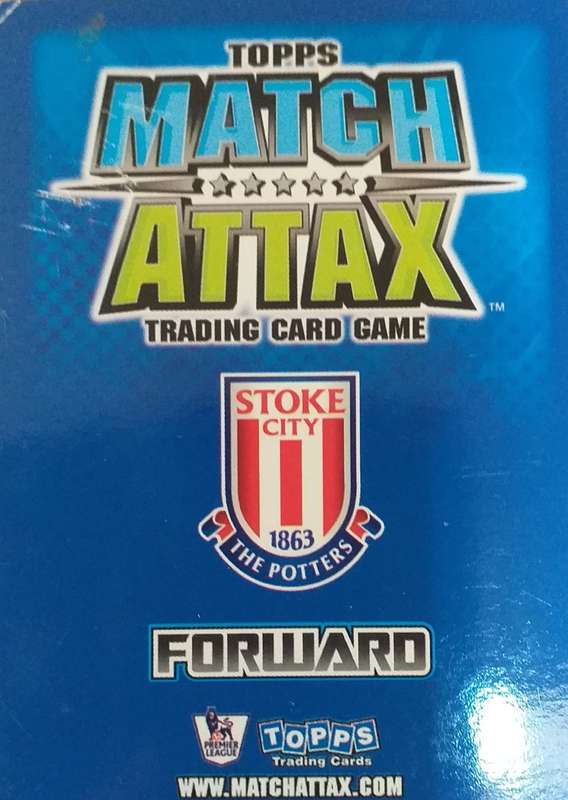 TOPPS
MATCH
ATTAX
TM
TRADING CARD GAME
STOKE
CITY
1863
THE POTTERS
FORWARD
PREMIER
LEAGUE
TOPPS
Trading Cards
WWW.MATCHATTAX.COM